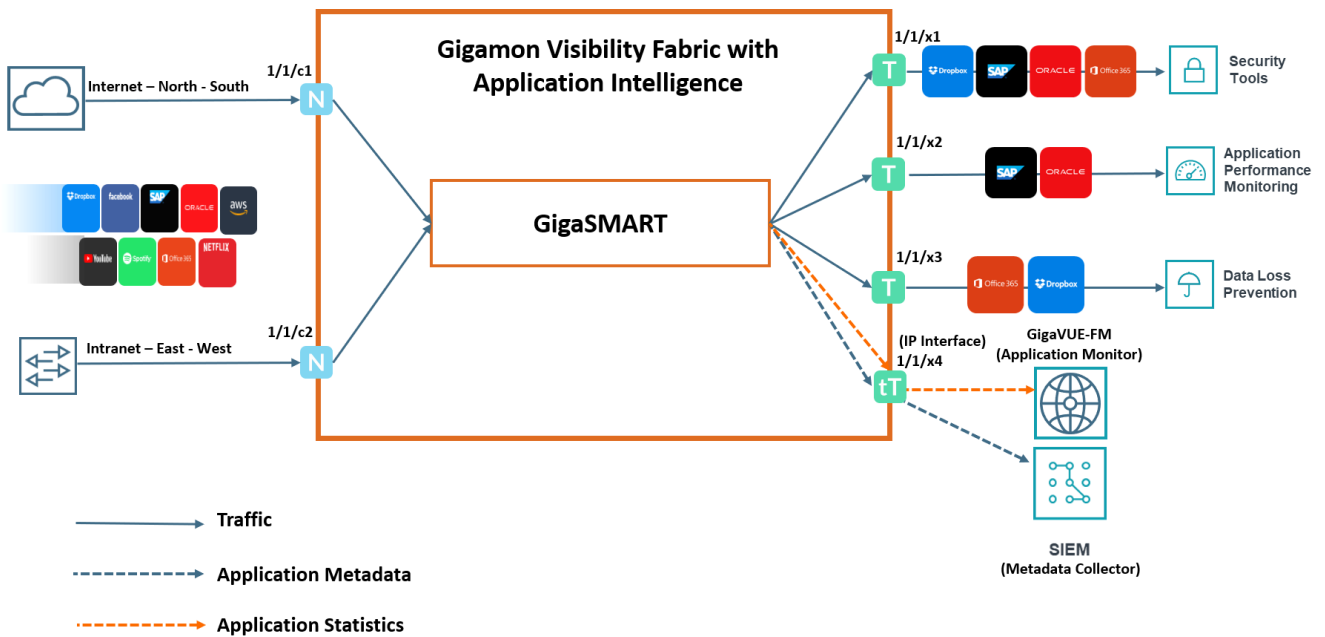 Gigamon Visibility Fabric with
Application Intelligence
1/1/c1
Internet – North - South
N
Dropbox
facebook
SAP
ORACLE
aws
YouTube
Spotify
Office 365
NETFLIX
1/1/c2
Intranet – East - West
N
GigaSMART
1/1/x1
T
Dropbox
SAP
ORACLE
Office 365
Security
Tools
1/1/x2
T
SAP
ORACLE
Application
Performance
Monitoring
1/1/x3
T
Office 365
Dropbox
Data Loss
Prevention
(IP Interface)
1/1/x4
tT
GigaVUE-FM
(Application Monitor)
SIEM
(Metadata Collector)
Traffic
Application Metadata
Application Statistics